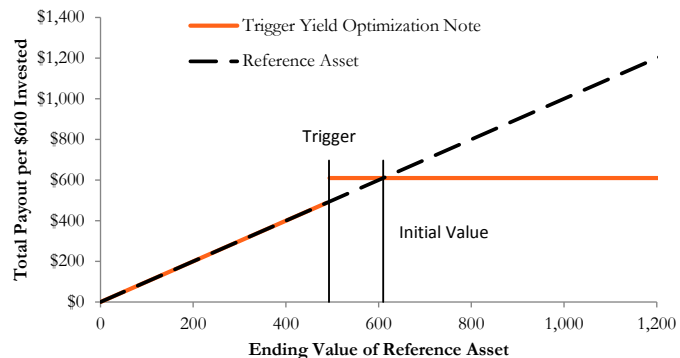 $1,400
$1,200
$1,000
$800
$600
$400
$200
$0
Total Payout per $610 Invested
Trigger Yield Optimization Note
Reference Asset
Trigger
Initial Value
0
200
400
600
800
1,000
1,200
Ending Value of Reference Asset